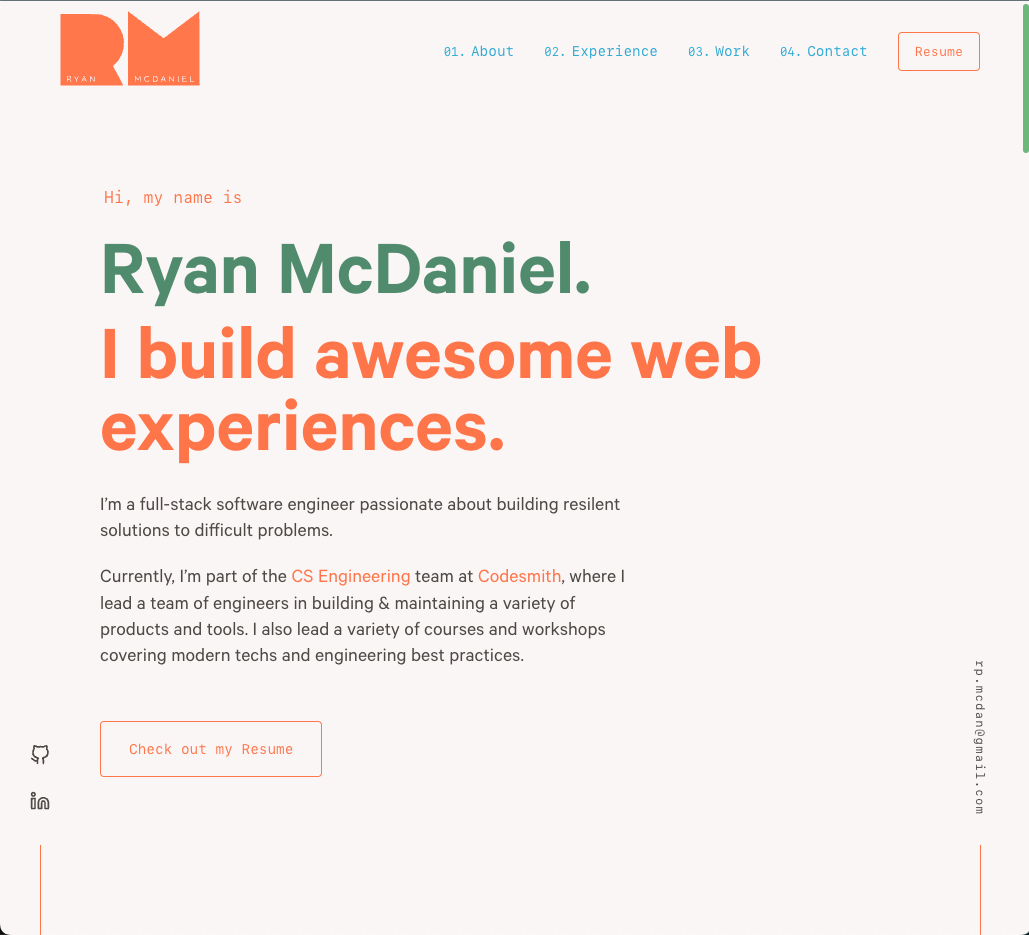 RYAN MCDANIEL
01. About 02. Experience 03. Work 04. Contact Resume
Hi, my name is
Ryan McDaniel.
I build awesome web
experiences.
I'm a full-stack software engineer passionate about building resilent
solutions to difficult problems.
Currently, I'm part of the CS Engineering team at Codesmith, where I
lead a team of engineers in building & maintaining a variety of
products and tools. I also lead a variety of courses and workshops
covering modern techs and engineering best practices.
Check out my Resume
rp.mcdan@gmail.com